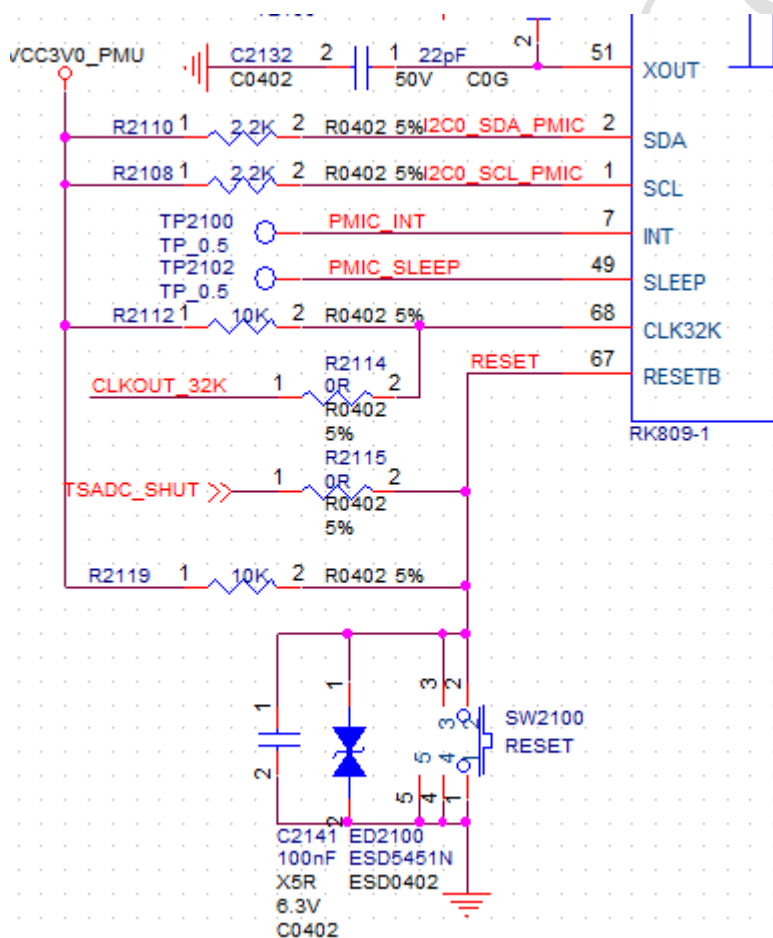 VCC3V0_PMU
C2132 2 1 22pF 2 51 XOUT
C0402 50V C0G
R2110 1 2.2K 2 R0402 5% I2C0_SDA_PMIC 2 SDA
R2108 1 2.2K 2 R0402 5% I2C0_SCL_PMIC 1 SCL
TP2100 PMIC_INT 7 INT
TP_0.5
TP2102 PMIC_SLEEP 49 SLEEP
TP_0.5
R2112 1 10K 2 R0402 5% 68 CLK32K
R2114 RESET 67 RESETB
CLKOUT_32K 1 0R 2
R0402
5%
RK809-1
R2115
TSADC_SHUT 1 0R 2
R0402
5%
R2119 1 10K 2 R0402 5%
1 1 3 2
3 2
SW2100
RESET
5 4 1
2 2 5 4 1
C2141 ED2100
100nF ESD5451N
X5R ESD0402
6.3V
C0402